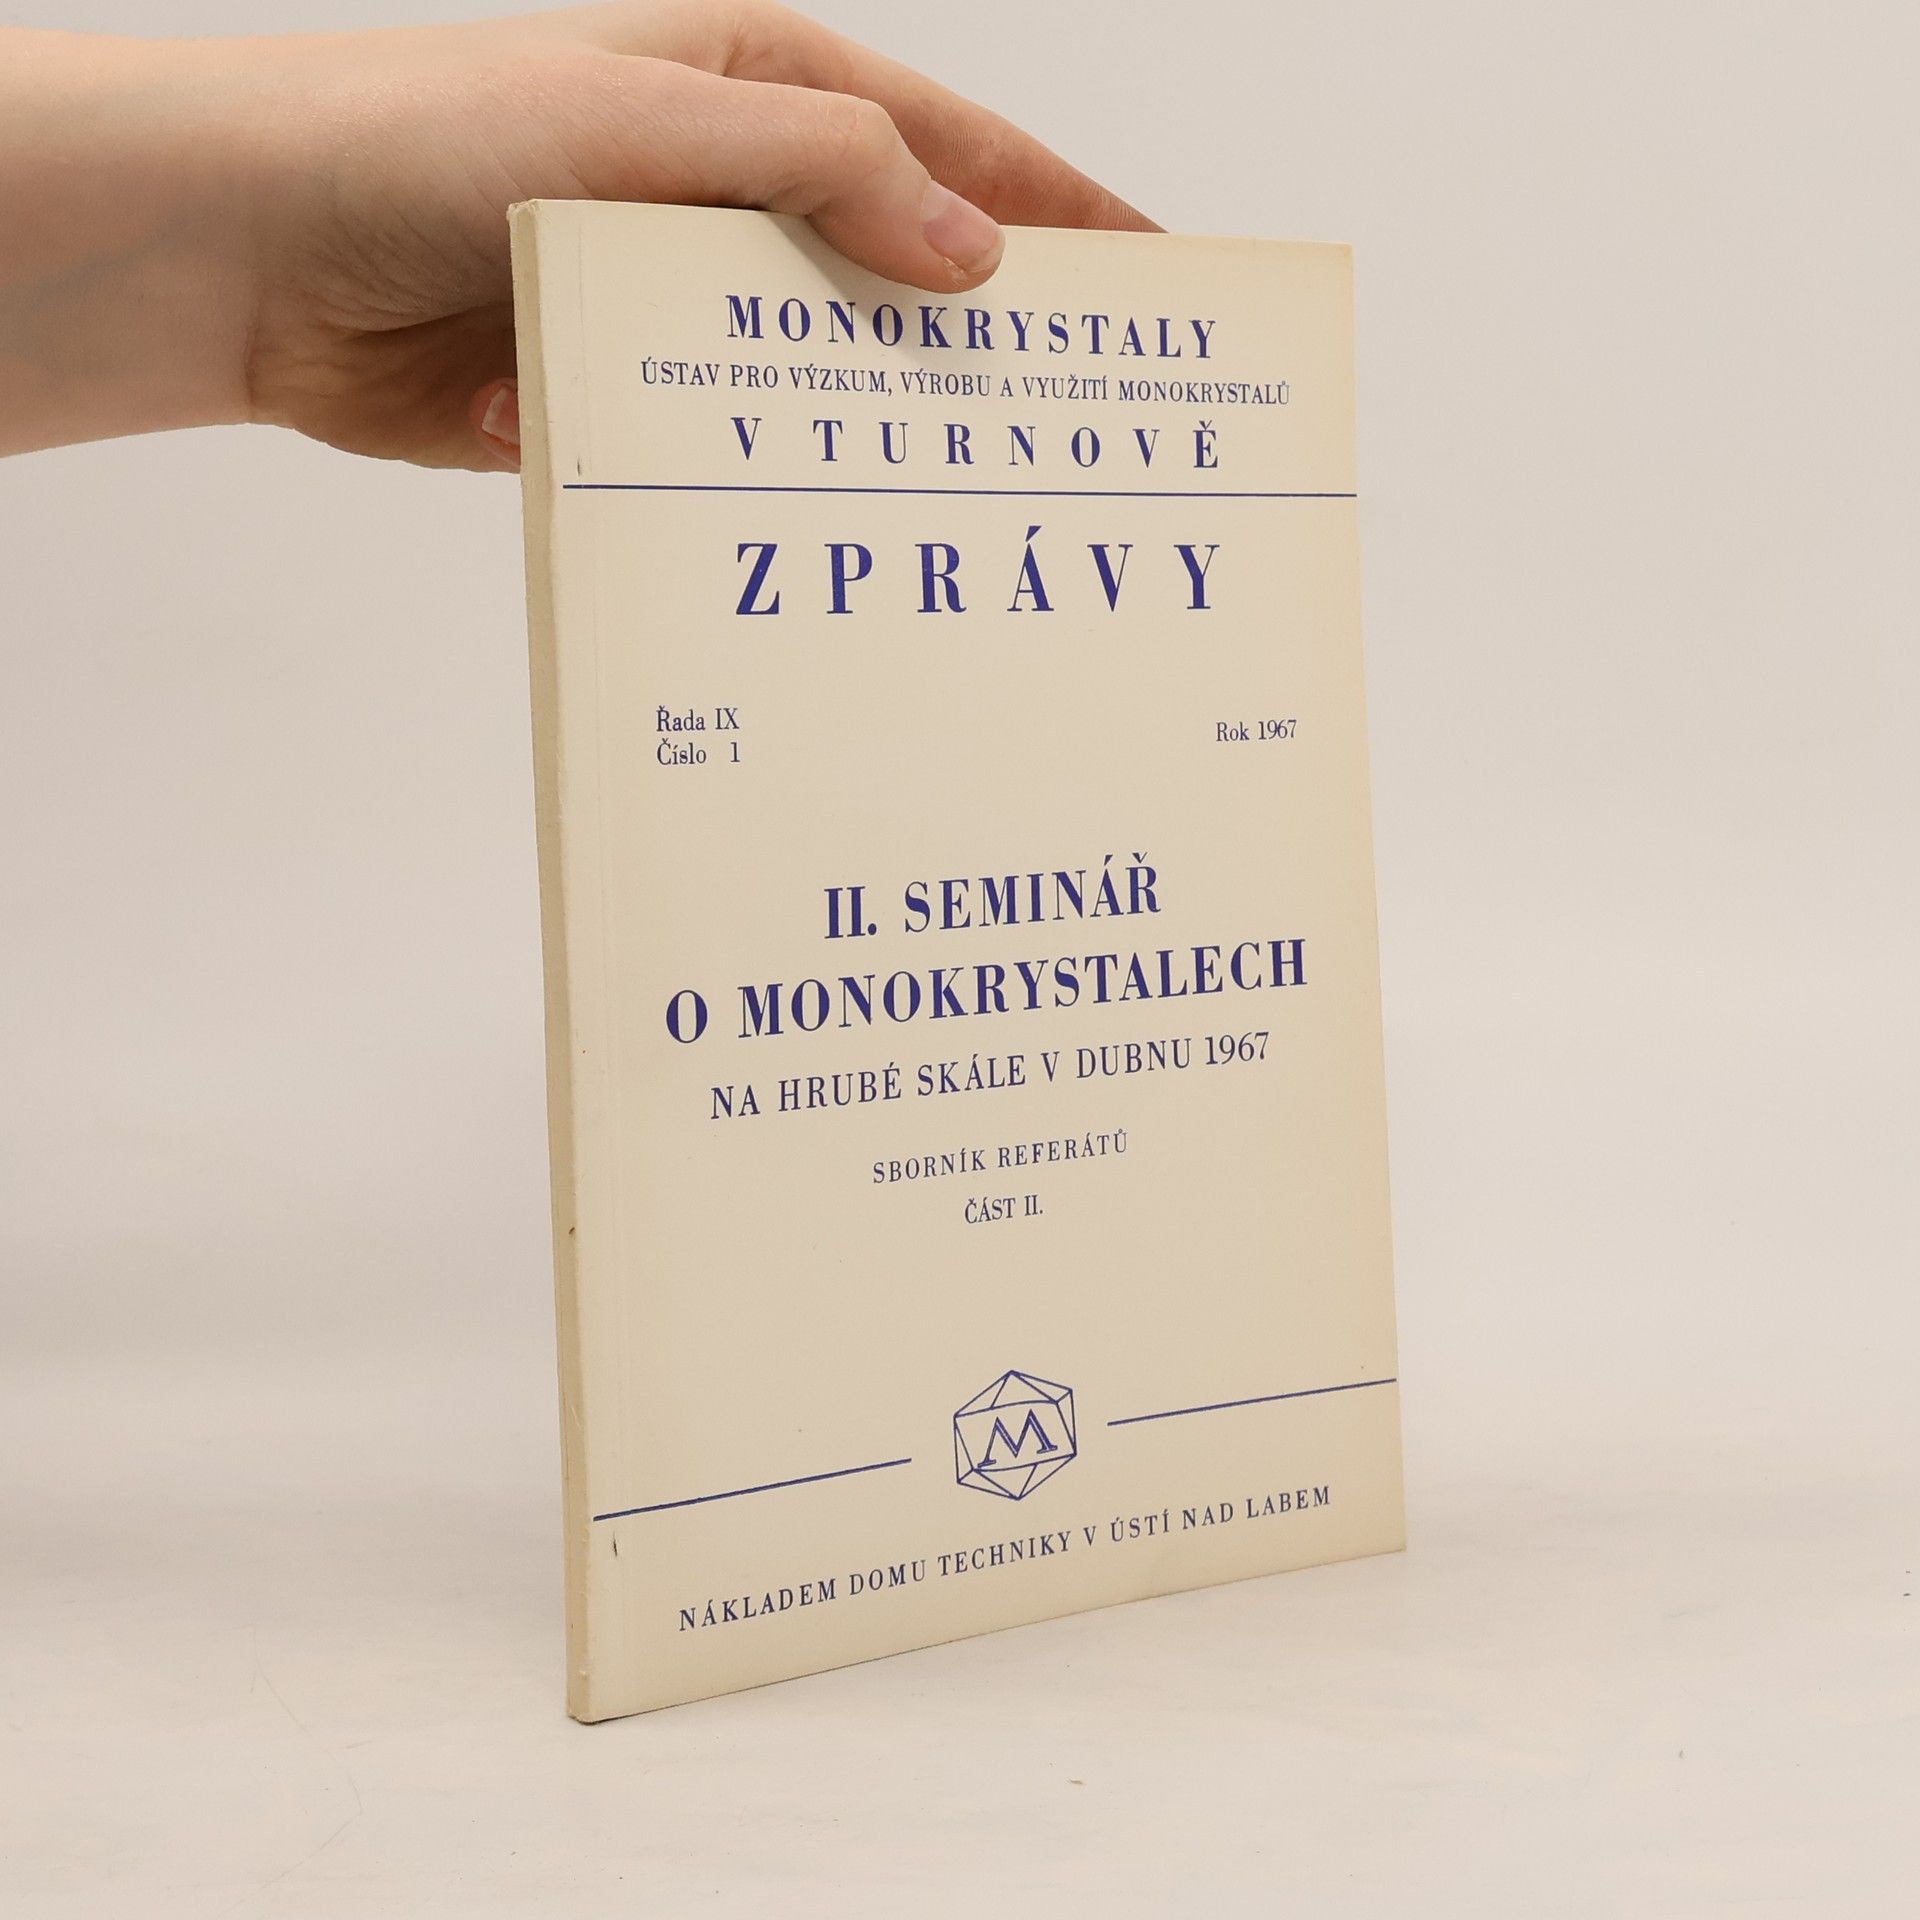 MONOKRYSTALY
ÚSTAV PRO VÝZKUM, VÝROBU A VYUŽITÍ MONOKRYSTALŮ
V TURNOVĚ
ZPRÁVY
Řada IX
Číslo 1
Rok 1967
II. SEMINÁŘ
O MONOKRYSTALECH
NA HRUBÉ SKÁLE V DUBNU 1967
SBORNÍK REFERÁTŮ
ČÁST II.
M
NÁKLADEM DOMU TECHNIKY V ÚSTÍ NAD LABEM